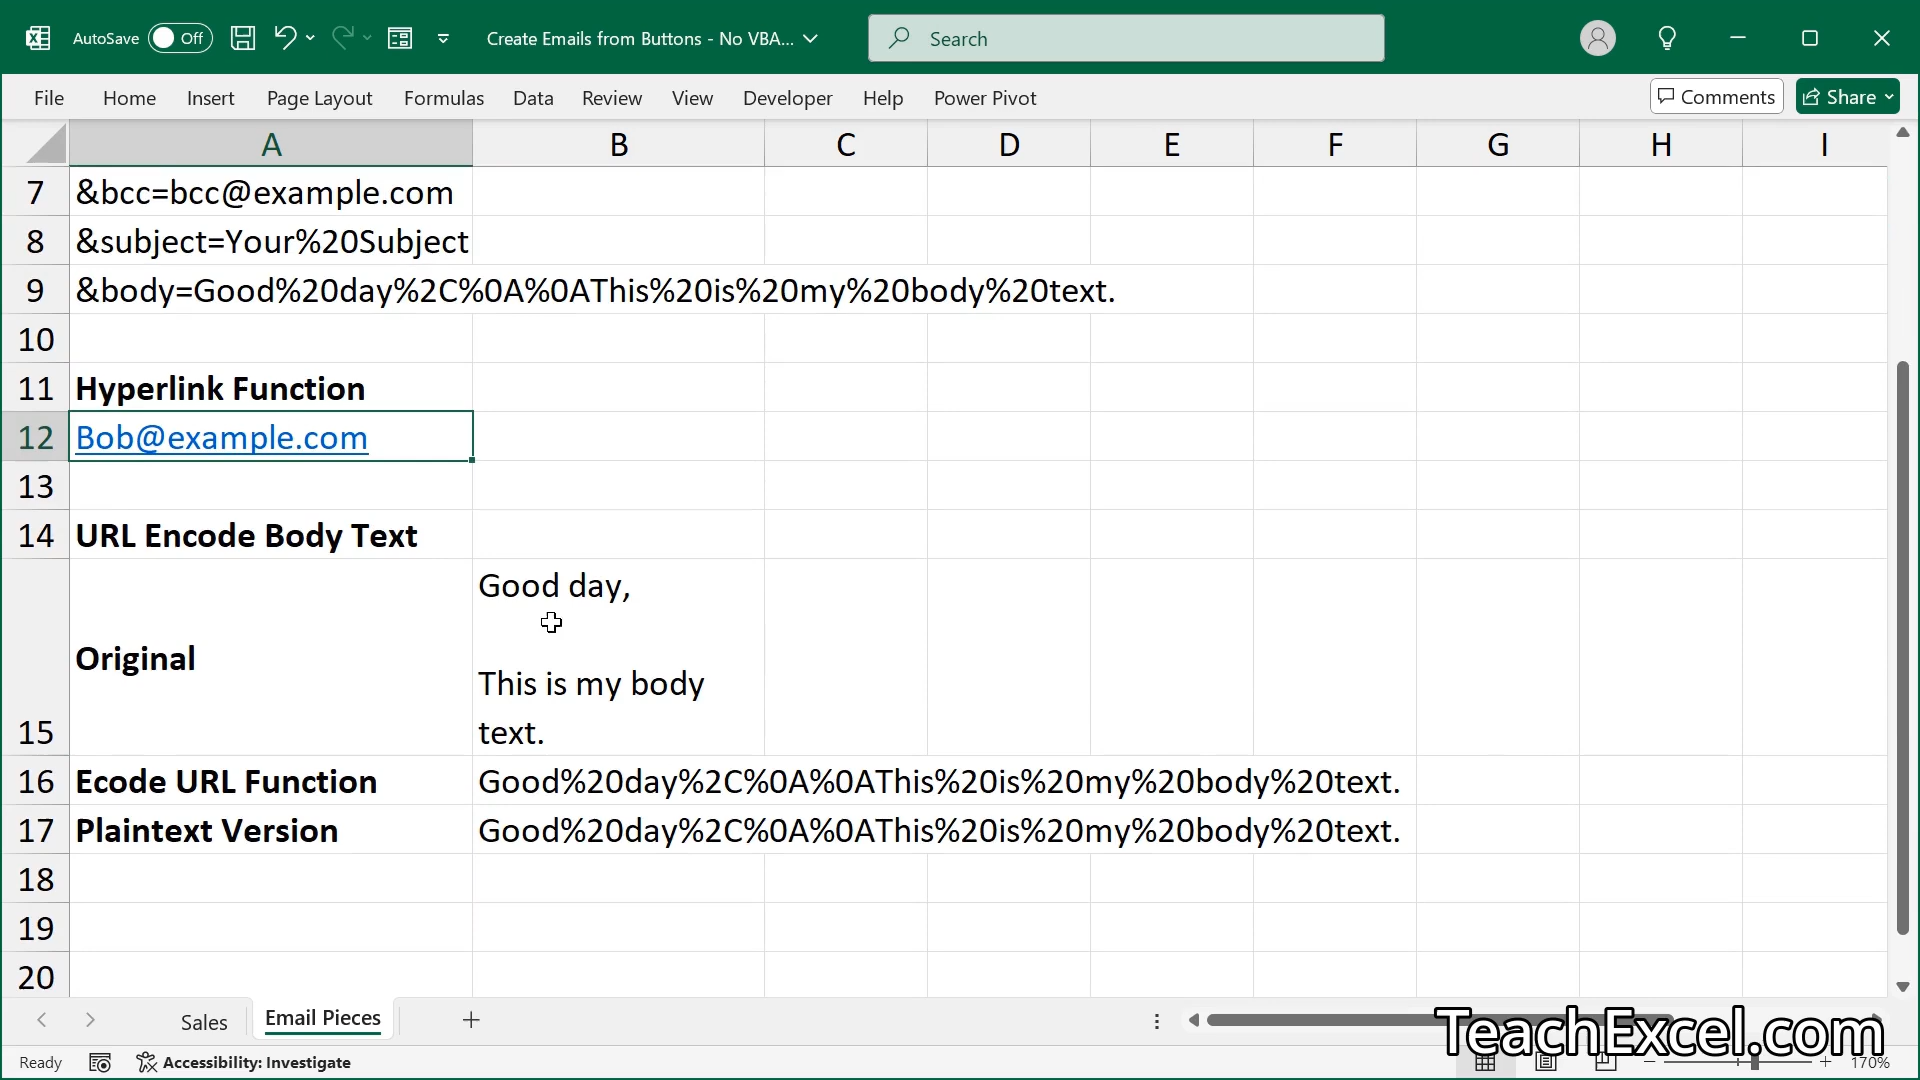 AutoSave Off Create Emails from Buttons - No VBA... Search
File Home Insert Page Layout Formulas Data Review View Developer Help Power Pivot Comments Share
A B C D E F G H I
7 &bcc=bcc@example.com
8 &subject=Your%20Subject
9 &body=Good%20day%2C%0A%0AThis%20is%20my%20body%20text.
10
11 Hyperlink Function
12 Bob@example.com
13
14 URL Encode Body Text
Good day,
Original
This is my body
15 text.
16 Ecode URL Function Good%20day%2C%0A%0AThis%20is%20my%20body%20text.
17 Plaintext Version Good%20day%2C%0A%0AThis%20is%20my%20body%20text.
18
19
20
Sales Email Pieces
TeachExcel.com
Ready Accessibility: Investigate 170%